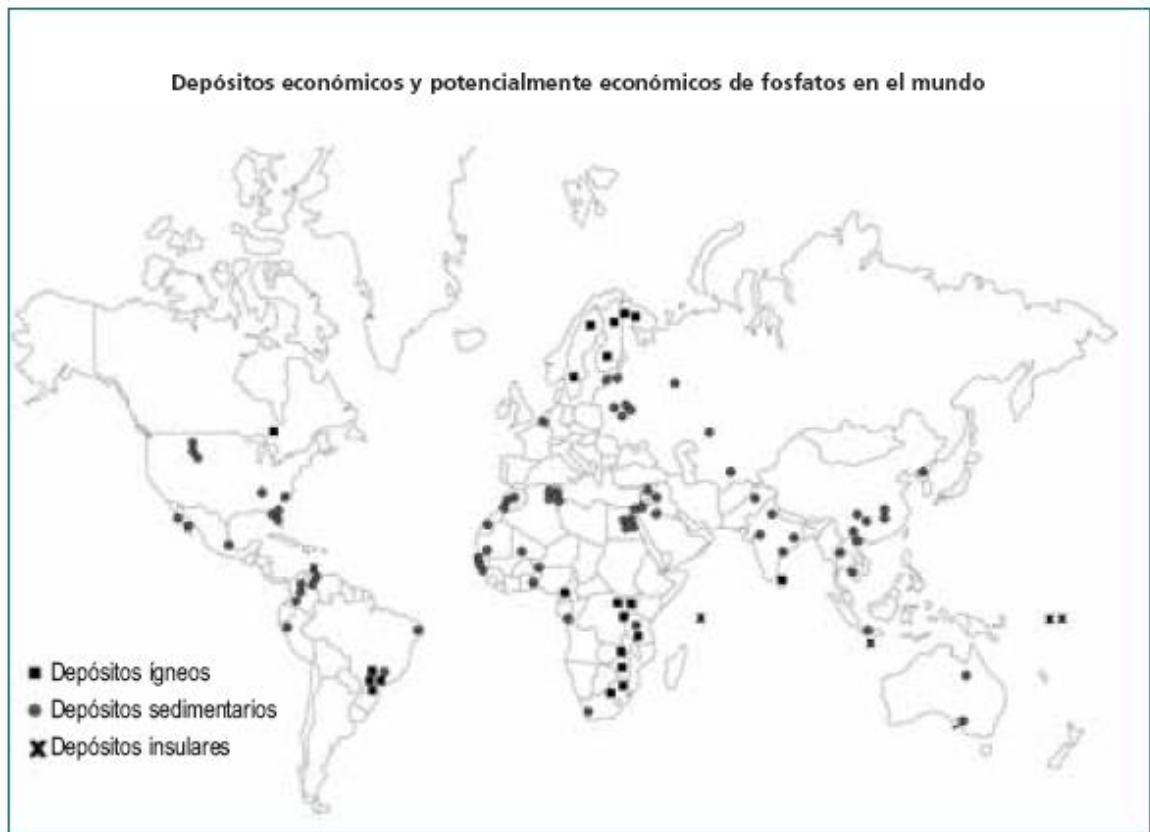 Depósitos económicos y potencialmente económicos de fosfatos en el mundo
Depósitos ígneos
Depósitos sedimentarios
Depósitos insulares